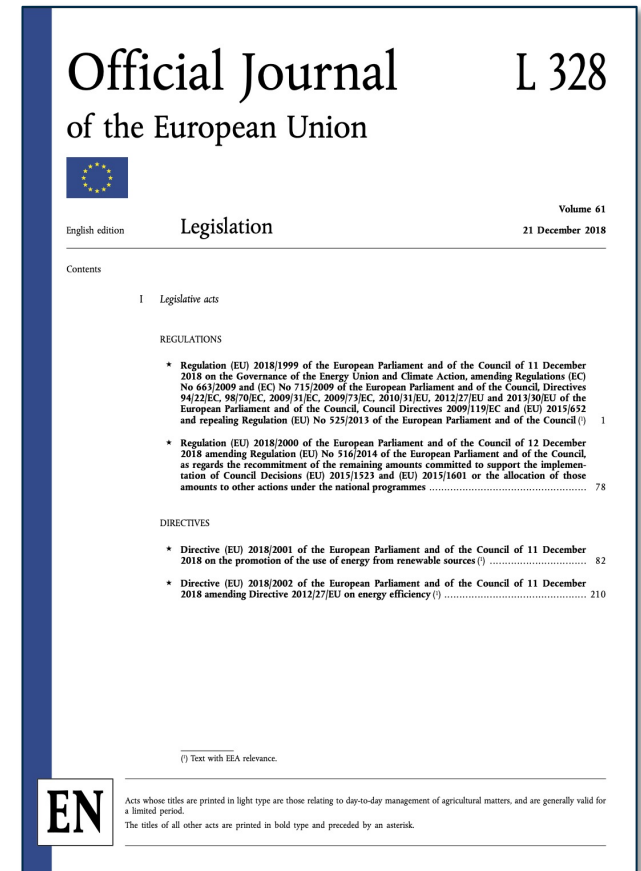 Official Journal
L 328
of the European Union
Volume 61
English edition
Legislation
21 December 2018
Contents
I Legislative acts
REGULATIONS
★ Regulation (EU) 2018/1999 of the European Parliament and of the Council of 11 December
2018 on the Governance of the Energy Union and Climate Action, amending Regulations (EC)
No 663/2009 and (EC) No 715/2009 of the European Parliament and of the Council, Directives
94/22/EC, 98/70/EC, 2009/31/EC, 2009/73/EC, 2010/31/EU, 2012/27/EU and 2013/30/EU of the
European Parliament and of the Council, Council Directives 2009/119/EC and (EU) 2015/652
and repealing Regulation (EU) No 525/2013 of the European Parliament and of the Council (¹) 1
★ Regulation (EU) 2018/2000 of the European Parliament and of the Council of 12 December
2018 amending Regulation (EU) No 516/2014 of the European Parliament and of the Council,
as regards the recommitment of the remaining amounts committed to support the implemen-
tation of Council Decisions (EU) 2015/1523 and (EU) 2015/1601 or the allocation of those
amounts to other actions under the national programmes .................................................... 78
DIRECTIVES
★ Directive (EU) 2018/2001 of the European Parliament and of the Council of 11 December
2018 on the promotion of the use of energy from renewable sources (¹) ................................ 82
★ Directive (EU) 2018/2002 of the European Parliament and of the Council of 11 December
2018 amending Directive 2012/27/EU on energy efficiency (¹) ............................................... 210
(¹) Text with EEA relevance.
EN
Acts whose titles are printed in light type are those relating to day-to-day management of agricultural matters, and are generally valid for
a limited period.
The titles of all other acts are printed in bold type and preceded by an asterisk.